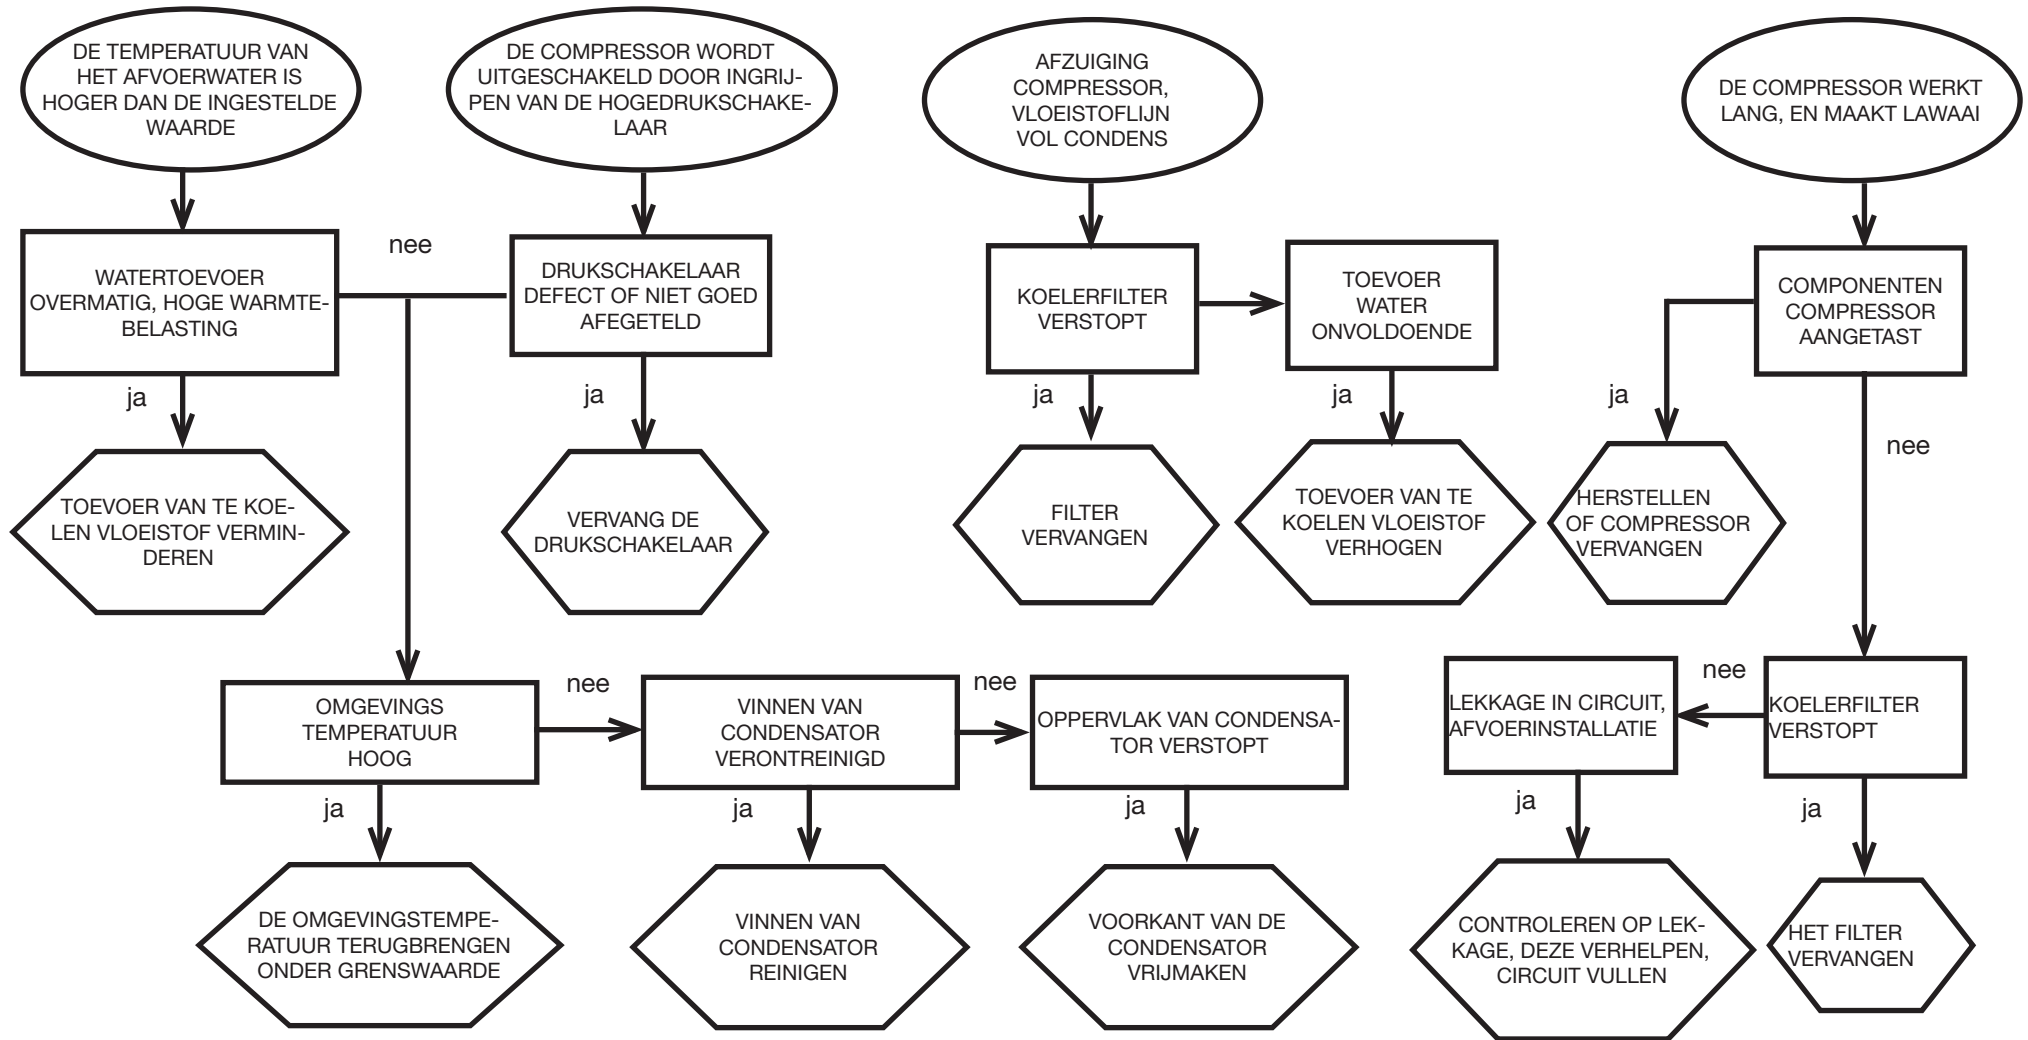 DE TEMPERATUUR VAN
HET AFVOERWATER IS
HOGER DAN DE INGESTELDE
WAARDE
DE COMPRESSOR WORDT
UITGESCHAKELD DOOR INGRIJ-
PEN VAN DE HOGEDRUKSCHAKE-
LAAR
AFZUIGING
COMPRESSOR,
VLOEISTOFLIJN
VOL CONDENS
DE COMPRESSOR WERKT
LANG, EN MAAKT LAWAAI
WATERTOEVOER
OVERMATIG, HOGE WARMTE-
BELASTING
nee
DRUKSCHAKELAAR
DEFECT OF NIET GOED
AFEGETELD
KOELERFILTER
VERSTOPT
TOEVOER
WATER
ONVOLDOENDE
COMPONENTEN
COMPRESSOR
AANGETAST
ja
ja
ja
ja
ja
nee
TOEVOER VAN TE KOE-
LEN VLOEISTOF VERMIN-
DEREN
VERVANG DE
DRUKSCHAKELAAR
FILTER
VERVANGEN
TOEVOER VAN TE
KOELEN VLOEISTOF
VERHOGEN
HERSTELLEN
OF COMPRESSOR
VERVANGEN
OMGEVINGS
TEMPERATUUR
HOOG
nee
VINNEN VAN
CONDENSATOR
VERONTREINIGD
nee
OPPERVLAK VAN CONDENSA-
TOR VERSTOPT
LEKKAGE IN CIRCUIT,
AFVOERINSTALLATIE
nee
KOELERFILTER
VERSTOPT
ja
ja
ja
ja
ja
DE OMGEVINGSTEMPE-
RATUUR TERUGBRENGEN
ONDER GRENSWAARDE
VINNEN VAN
CONDENSATOR
REINIGEN
VOORKANT VAN DE
CONDENSATOR
VRIJMAKEN
CONTROLEREN OP LEK-
KAGE, DEZE VERHELPEN,
CIRCUIT VULLEN
HET FILTER
VERVANGEN